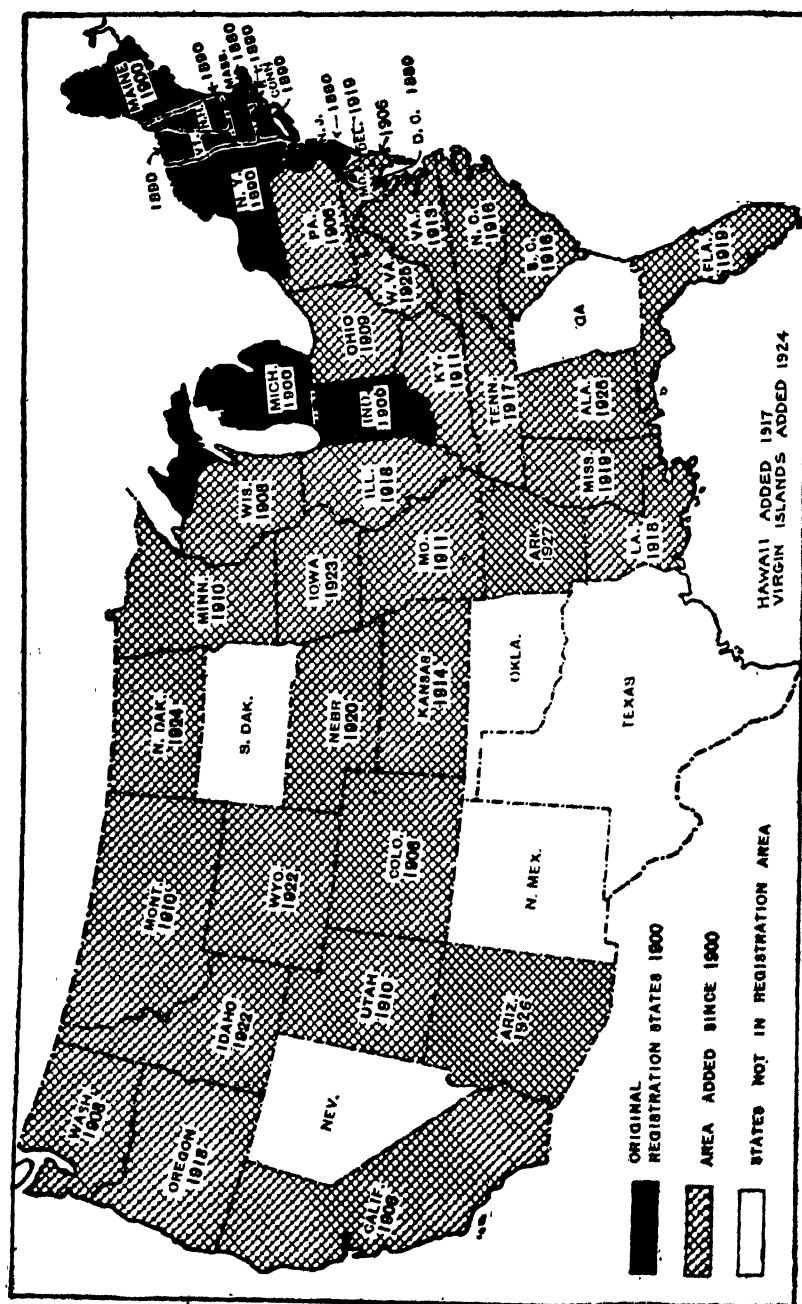 WASH.
1908
OREGON
1918
CALIF.
1906
NEV.
IDAHO
1922
MONT.
1910
WYO.
1922
UTAH
1910
COLO.
1906
ARIZ.
1926
N. MEX.
N. DAK.
1924
S. DAK.
NEBR
1920
KANSAS
1914
OKLA.
TEXAS
MINN.
1910
IOWA
1923
MO.
1911
ARK.
1927
LA.
1918
WIS.
1908
ILL.
1918
MICH.
1900
IND.
1900
OHIO
1909
KY.
1911
TENN.
1917
MISS.
1919
ALA.
1925
GA
FLA.
1919
S. C.
1916
N. C.
1916
VA.
1913
W. VA.
1925
PA.
1906
N. Y.
1890
MAINE
1900
1890
VT.
N.H.
1890
MASS.
1880
1890
CONN
1890
N. J.
1880
DEL. 1919
MD.
1906
D. C. 1880
HAWAII ADDED 1917
VIRGIN ISLANDS ADDED 1924
ORIGINAL
REGISTRATION STATES 1900
AREA ADDED SINCE 1900
STATES NOT IN REGISTRATION AREA